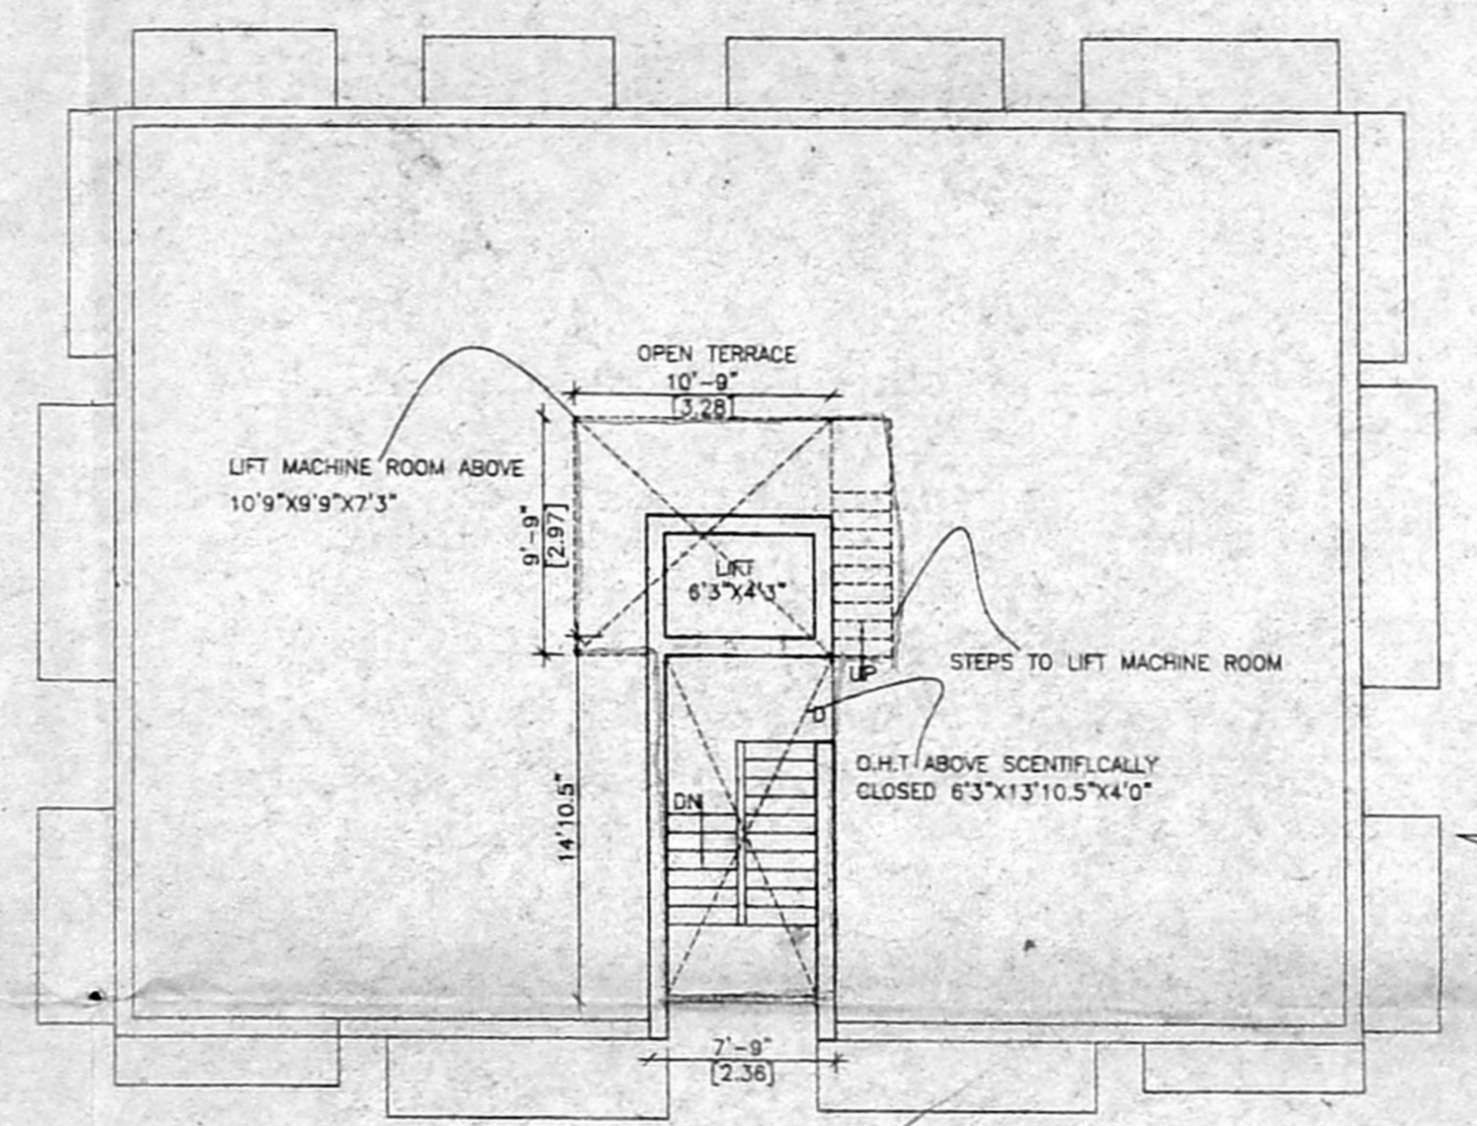 OPEN TERRACE
10'-9"
[3.28]
LIFT MACHINE ROOM ABOVE
10'9"X9'9"X7'3"
9'-9"
[2.97]
LIFT
6'3"X4'3"
UP
STEPS TO LIFT MACHINE ROOM
D
O.H.T ABOVE SCENTIFLCALLY
CLOSED 6'3"X13'10.5"X4'0"
DN
14'10.5"
7'-9"
[2.36]